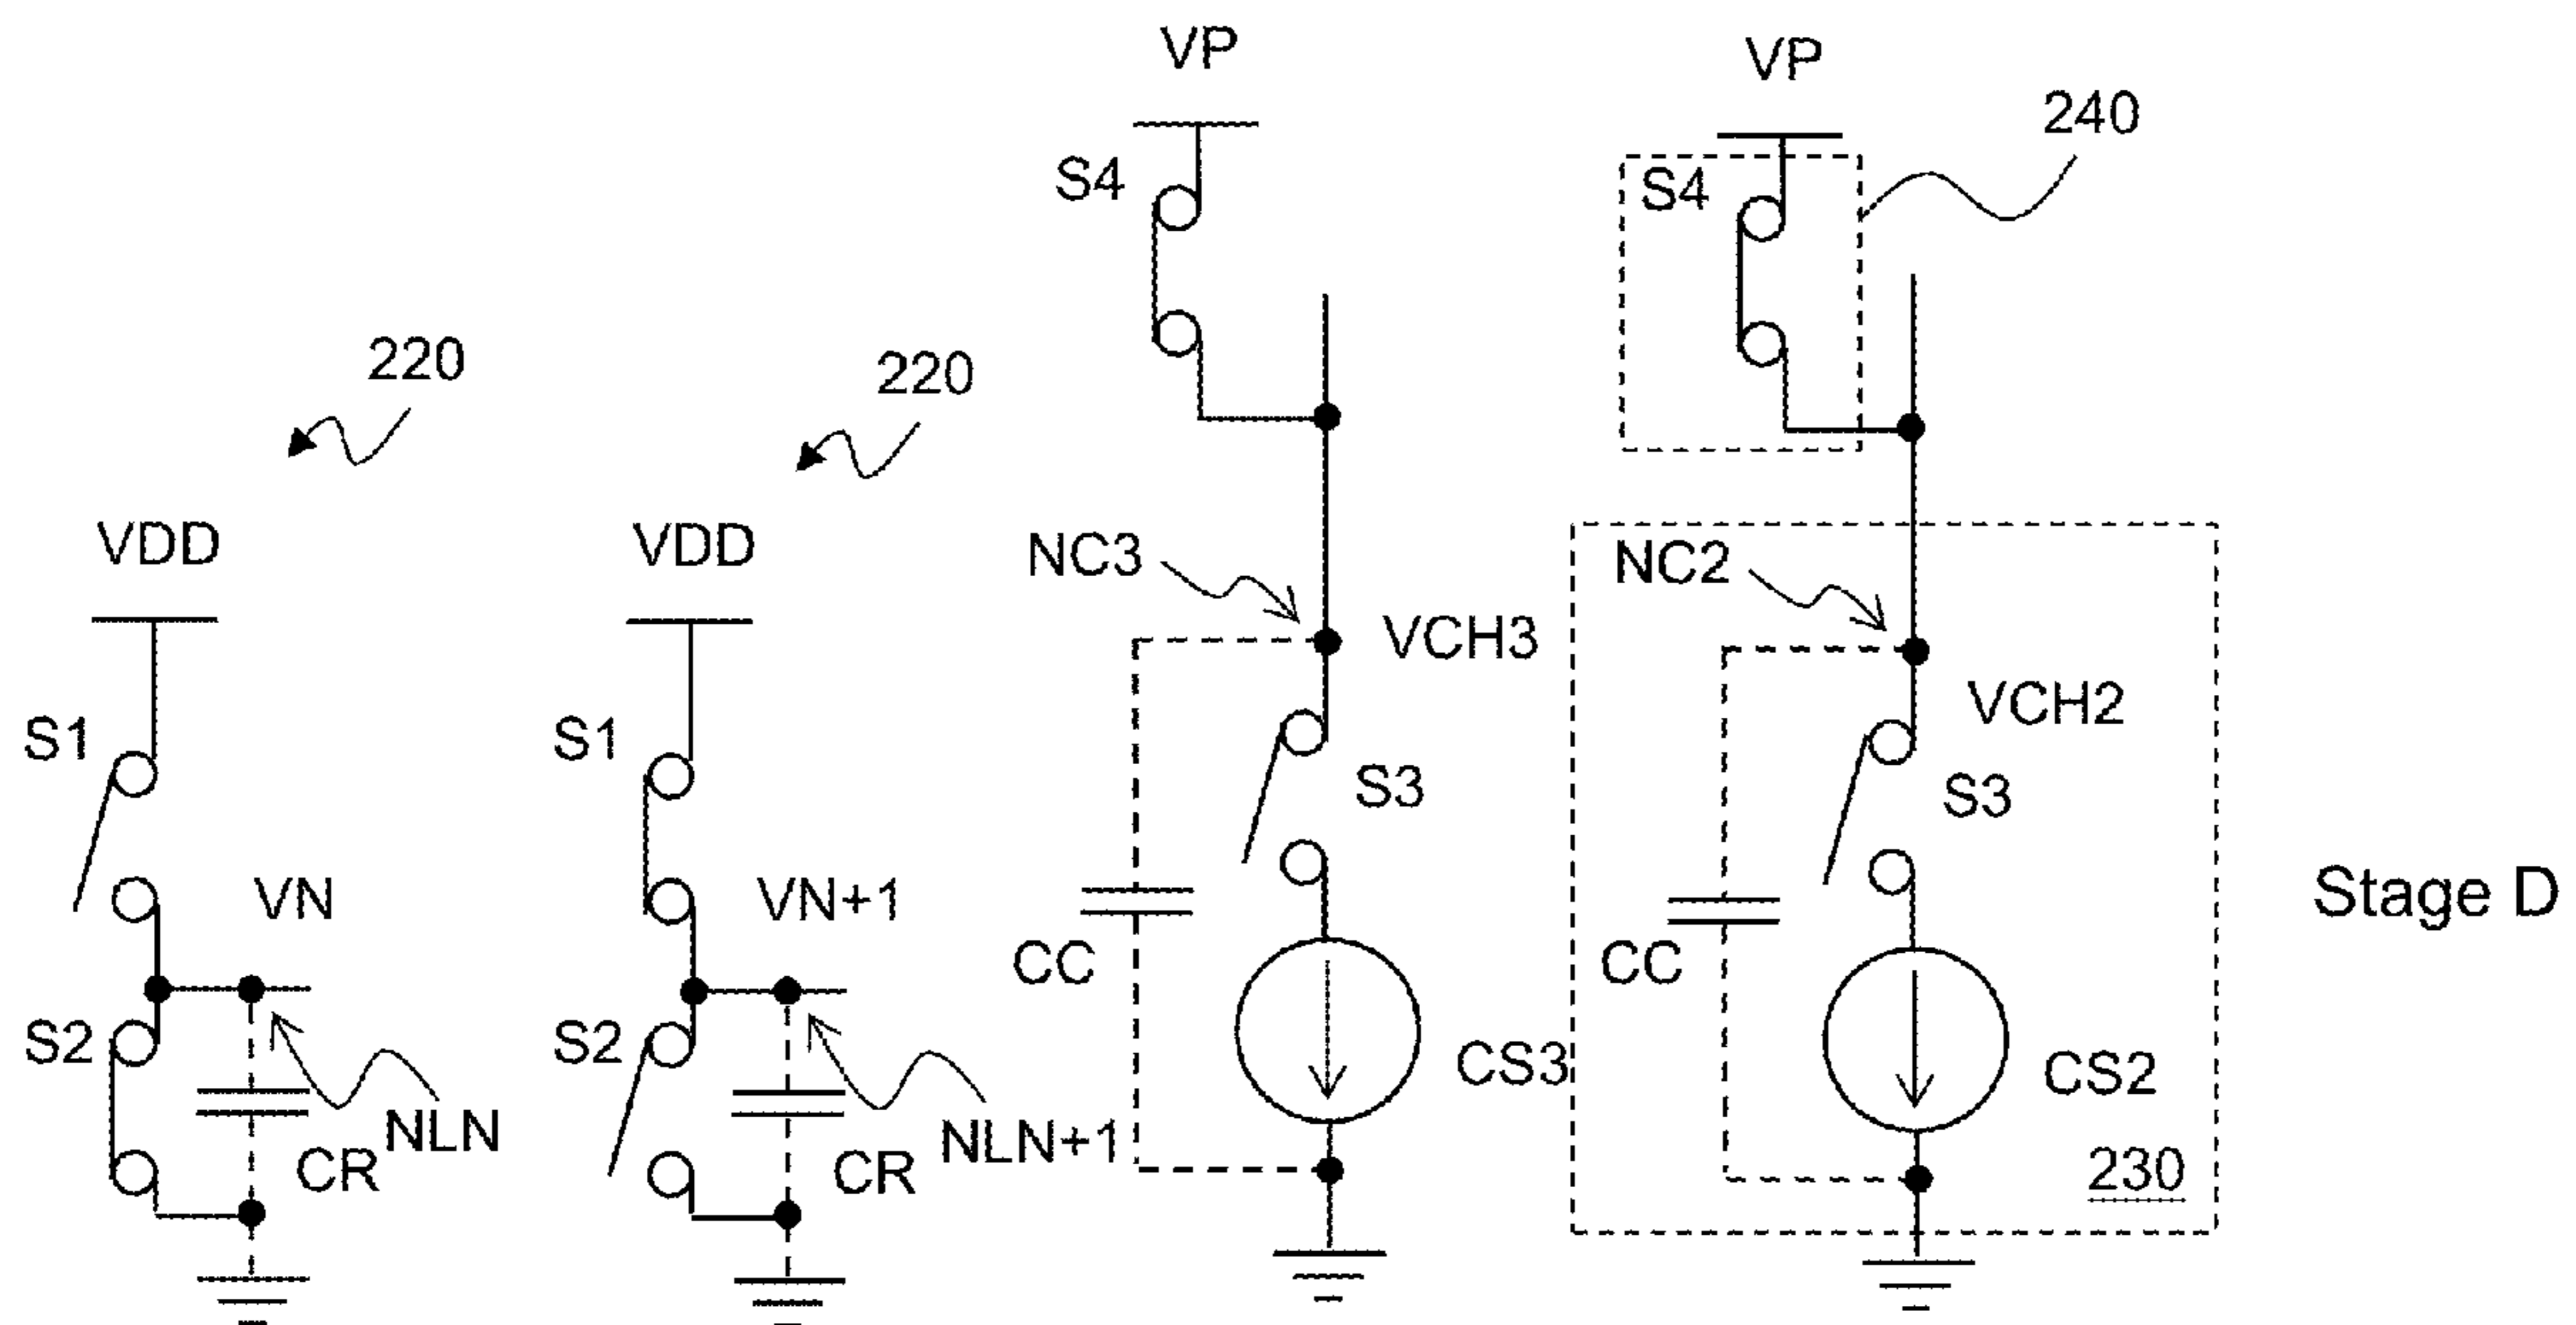 VP
VP
240
S4
S4
220
220
VDD
VDD
NC3
NC2
VCH3
VCH2
S1
S1
S3
S3
VN
VN+1
CC
CC
Stage D
S2
S2
CS3
CS2
NLN
NLN+1
CR
CR
230